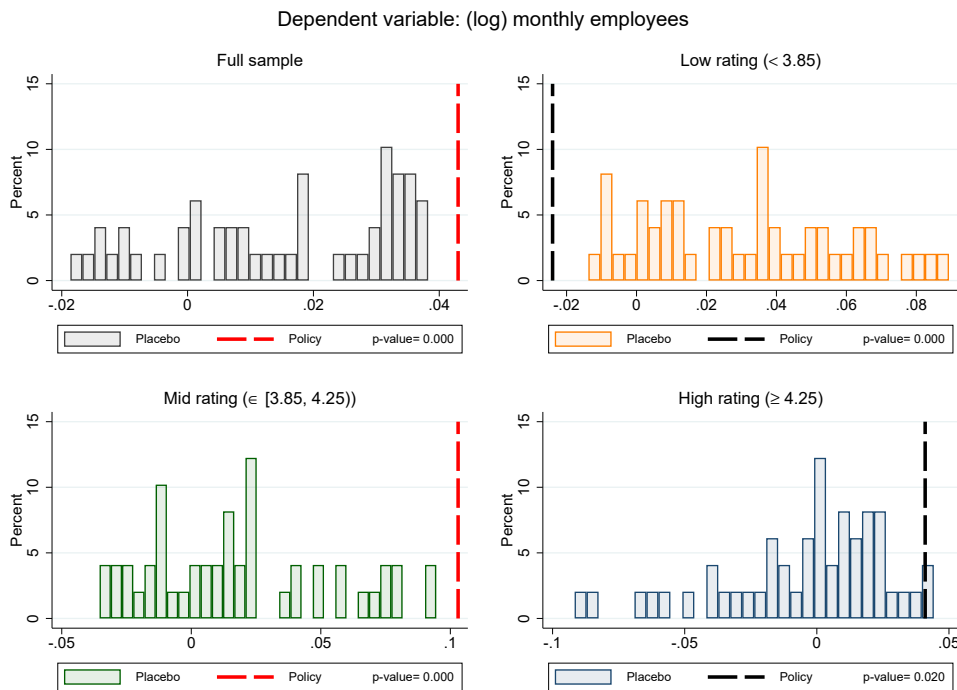 Dependent variable: (log) monthly employees
Full sample
Percent
15
10
5
0
-.02 0 .02 .04
Placebo Policy p-value= 0.000
Low rating (< 3.85)
Percent
15
10
5
0
-.02 0 .02 .04 .06 .08
Placebo Policy p-value= 0.000
Mid rating (∈ [3.85, 4.25))
Percent
15
10
5
0
-.05 0 .05 .1
Placebo Policy p-value= 0.000
High rating (≥ 4.25)
Percent
15
10
5
0
-.1 -.05 0 .05
Placebo Policy p-value= 0.020